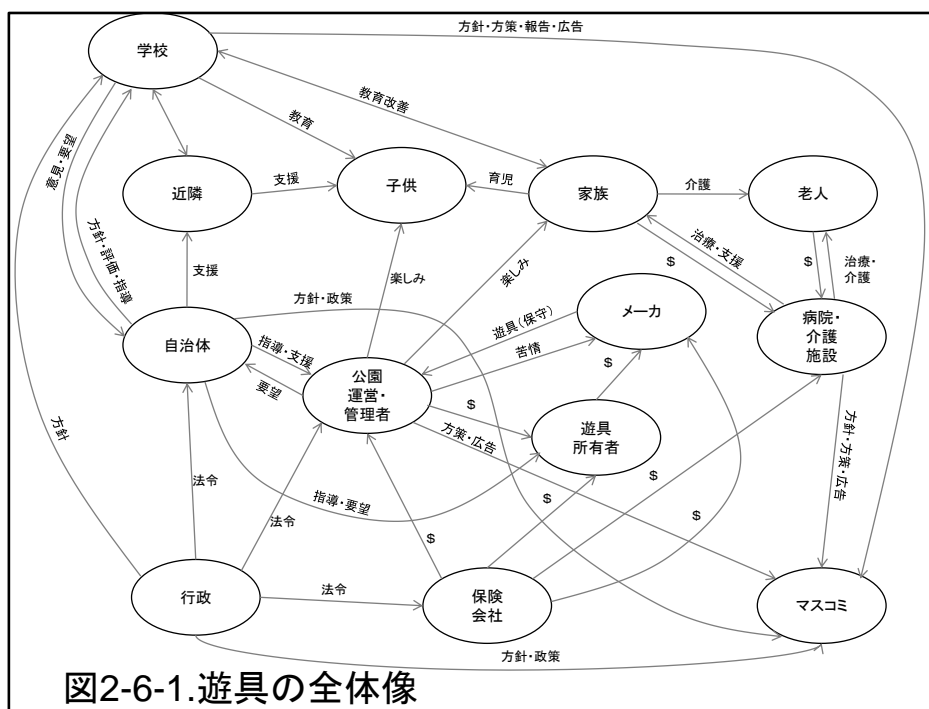 方針・方策・報告・広告
学校
教育改善
教育
意見・要望
近隣
支援
子供
育児
家族
介護
老人
方針・評価・指導
治療・支援
$
$
治療・
介護
支援
楽しみ
楽しみ
方針・政策
遊具(保守)
メーカ
病院・
介護
施設
自治体
指導・支援
苦情
公園
運営・
管理者
要望
$
$
遊具
所有者
方針
方策・広告
方針・方策・広告
指導・要望
法令
法令
$
$
$
$
行政
法令
保険
会社
マスコミ
方針・政策
図2-6-1.遊具の全体像